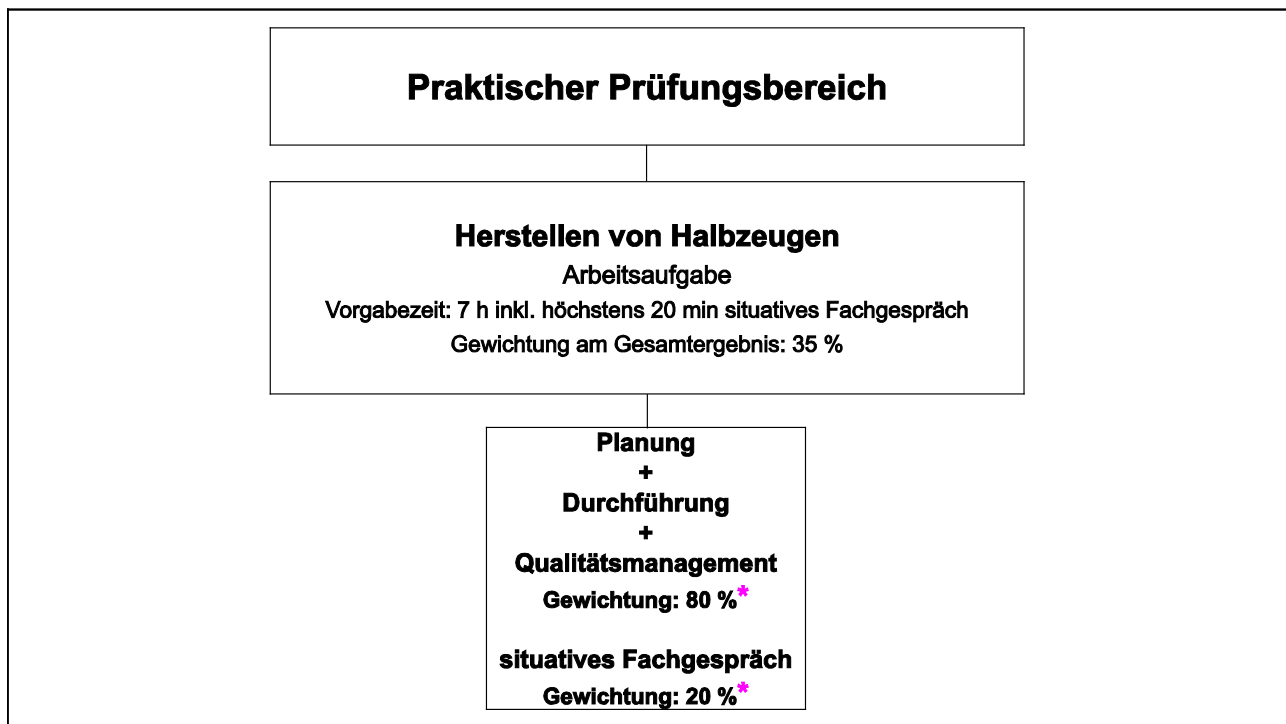 Praktischer Prüfungsbereich
Herstellen von Halbzeugen
Arbeitsaufgabe
Vorgabezeit: 7 h inkl. höchstens 20 min situatives Fachgespräch
Gewichtung am Gesamtergebnis: 35 %
Planung
+
Durchführung
+
Qualitätsmanagement
Gewichtung: 80 %*
situatives Fachgespräch
Gewichtung: 20 %*